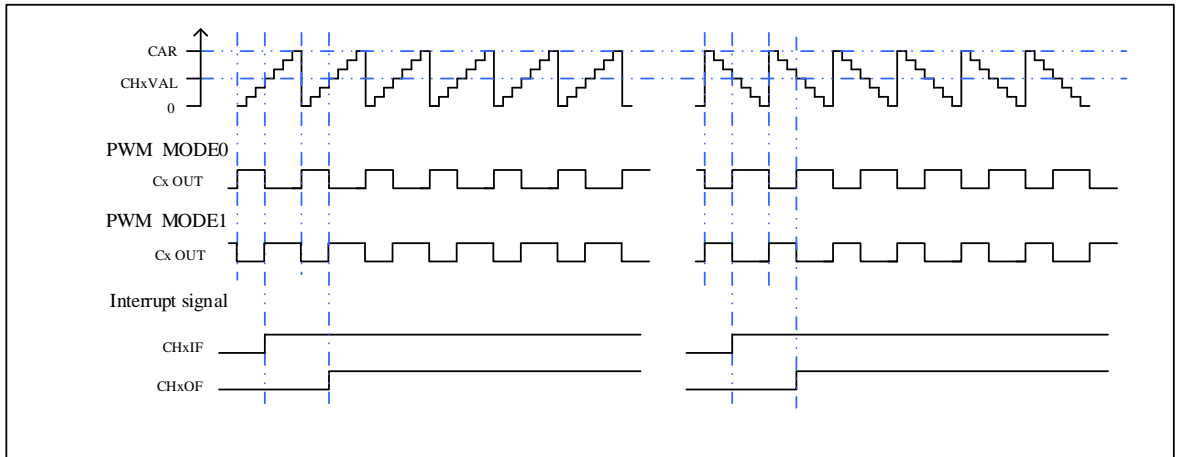 CAR
CHxVAL
0
PWM MODE0
Cx OUT
PWM MODE1
Cx OUT
Interrupt signal
CHxIF
CHxOF